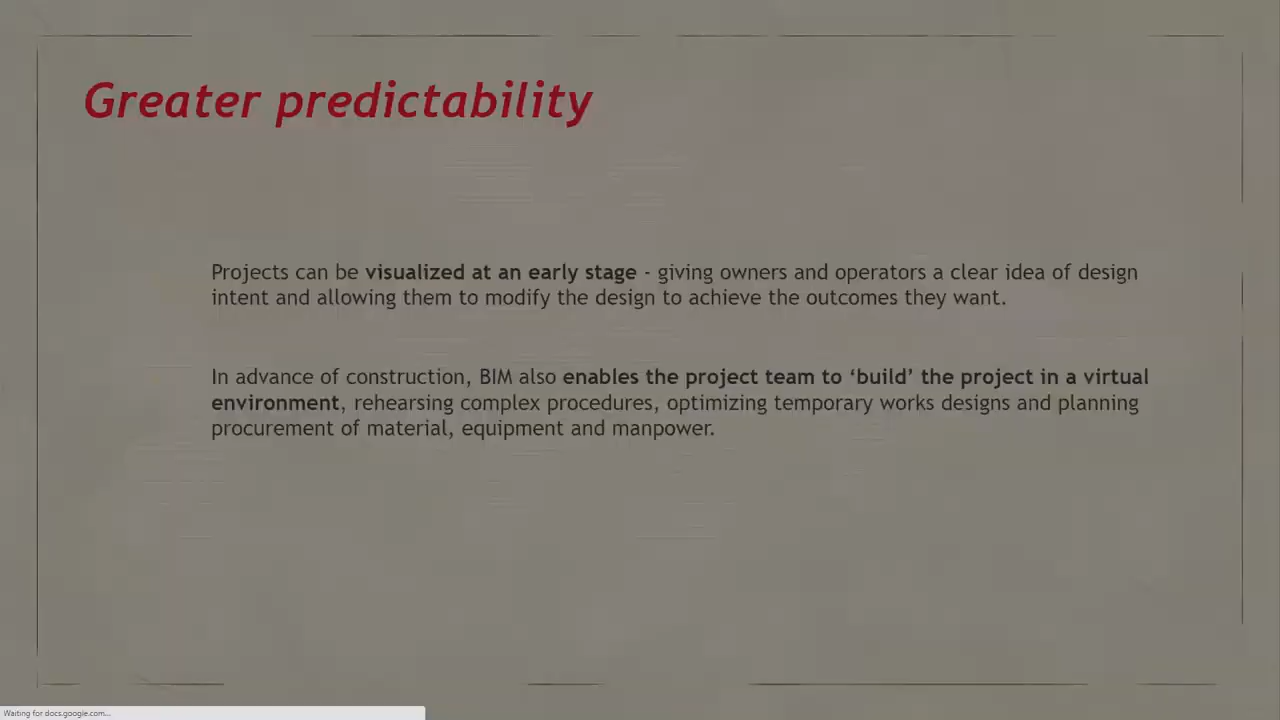 Greater predictability
Projects can be visualized at an early stage - giving owners and operators a clear idea of design
intent and allowing them to modify the design to achieve the outcomes they want.
In advance of construction, BIM also enables the project team to ‘build’ the project in a virtual
environment, rehearsing complex procedures, optimizing temporary works designs and planning
procurement of material, equipment and manpower.
Waiting for docs.google.com...